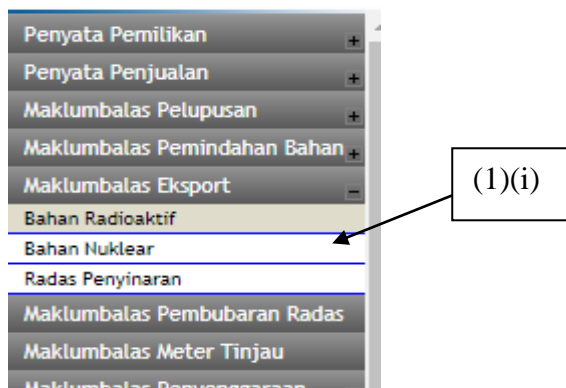 Penyata Pemilikan
Penyata Penjualan
Maklumbalas Pelupusan
Maklumbalas Pemindahan Bahan
Maklumbalas Eksport
(1)(i)
Bahan Radioaktif
Bahan Nuklear
Radas Penyinaran
Maklumbalas Pembubaran Radas
Maklumbalas Meter Tinjau
Maklumbalas